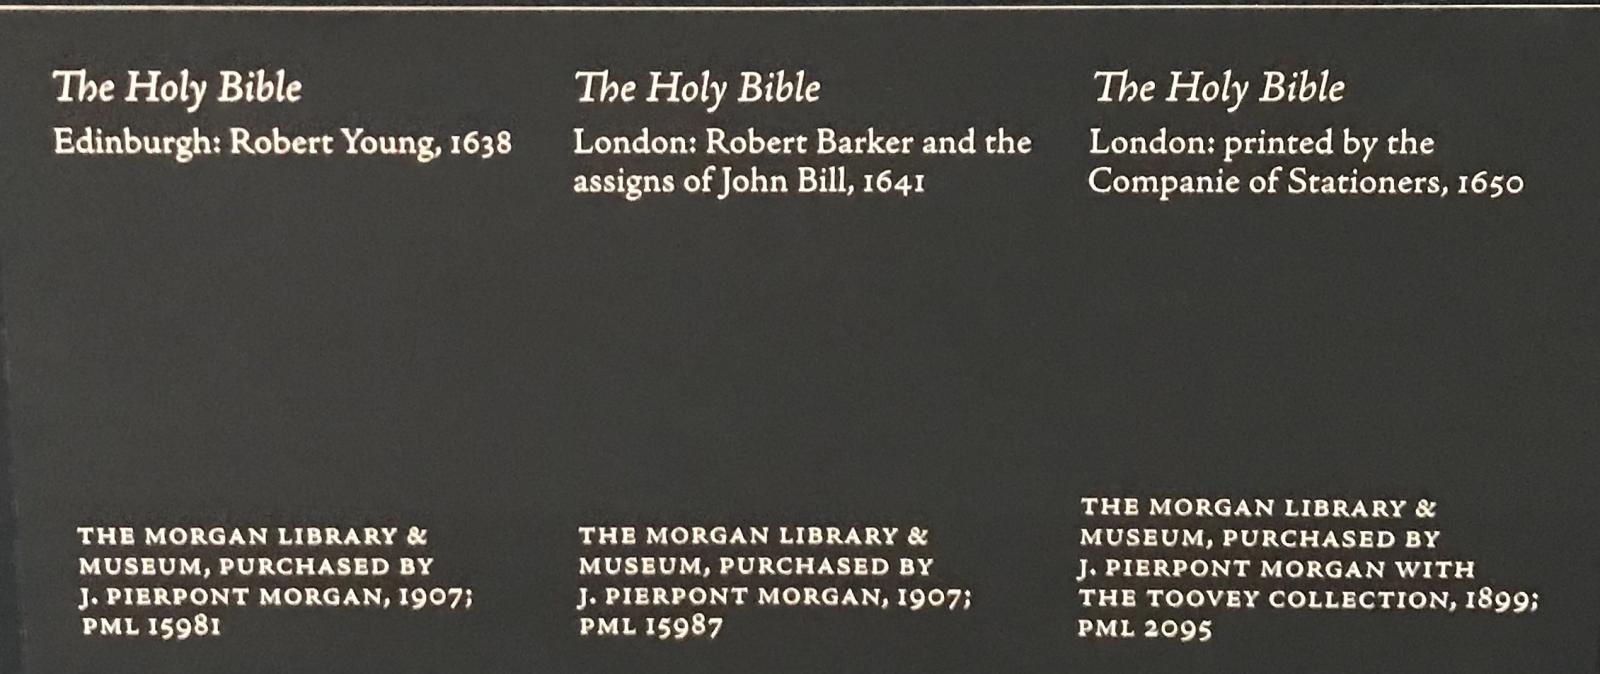 The Holy Bible
Edinburgh: Robert Young, 1638
THE MORGAN LIBRARY &
MUSEUM, PURCHASED BY
J. PIERPONT MORGAN, 1907;
PML 15981
The Holy Bible
London: Robert Barker and the
assigns of John Bill, 1641
THE MORGAN LIBRARY &
MUSEUM, PURCHASED BY
J. PIERPONT MORGAN, 1907;
PML 15987
The Holy Bible
London: printed by the
Companie of Stationers, 1650
THE MORGAN LIBRARY &
MUSEUM, PURCHASED BY
J. PIERPONT MORGAN WITH
THE TOOVEY COLLECTION, 1899;
PML 2095